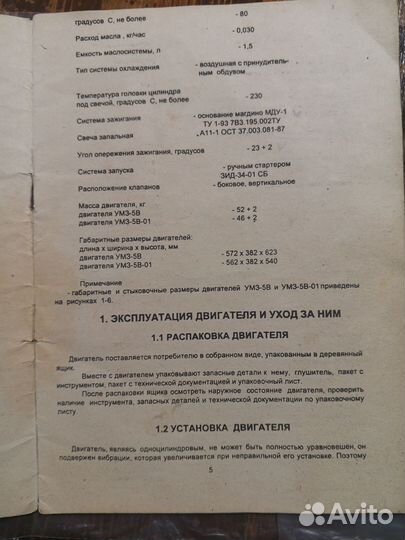 градусов С, не более - 80
Расход масла , кг/час - 0,030
Емкость маслосистемы, л - 1,5
Тип системы охлаждения - воздушная с принудитель-
ным обдувом
Температура головки цилиндра
под свечой, градусов С, не более - 230
Система зажигания - основание магдино МДУ-1
ТУ 1-93 7В3.195.002ТУ
Свеча запальная А11-1 ОСТ 37.003.081-87
Угол опережения зажигания, градусов - 23 + 2
Система запуска - ручным стартером
ЗИД-34-01 СБ
Расположение клапанов - боковое, вертикальное
Масса двигателя, кг
двигателя УМЗ-5В - 52 + 2
двигателя УМЗ-5В-01 - 46 + 2
Габаритные размеры двигателей:
длина х ширина х высота, мм
двигателя УМЗ-5В - 572 х 382 х 623
двигателя УМЗ-5В-01 - 562 х 382 х 540
Примечание
- габаритные и стыковочные размеры двигателей УМЗ-5В и УМЗ-5В-01 приведены
на рисунках 1-6.
1. ЭКСПЛУАТАЦИЯ ДВИГАТЕЛЯ И УХОД ЗА НИМ
1.1 РАСПАКОВКА ДВИГАТЕЛЯ
Двигатель поставляется потребителю в собранном виде, упакованным в деревянный
ящик.
Вместе с двигателем упаковывают запасные детали к нему, глушитель, пакет с
инструментом, пакет с технической документацией и упаковочный лист.
После распаковки ящика осмотреть наружное состояние двигателя, проверить
наличие инструмента, запасных деталей и технической документации по упаковочному
листу.
1.2 УСТАНОВКА ДВИГАТЕЛЯ
Двигатель, являясь одноцилиндровым, не может быть полностью уравновешен, он
подвержен вибрации, которая увеличивается при неправильной его установке. Поэтому
5
Avito